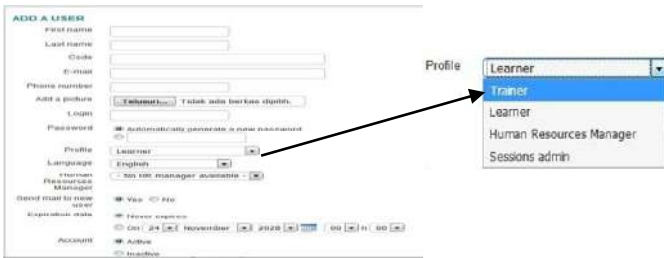 ADD A USER
First name
Last name
Code
E-mail
Phone number
Add a picture Telusuri... Tidak ada berkas dipilih.
Login
Password Automatically generate a new password
Profile Learner
Language English
Human Resources Manager - No HR manager available -
Send mail to new user Yes No
Expiration date Never expires
On 24 November 2028 00 h 00
Account Active
Inactive
Profile Learner
Trainer
Learner
Human Resources Manager
Sessions admin